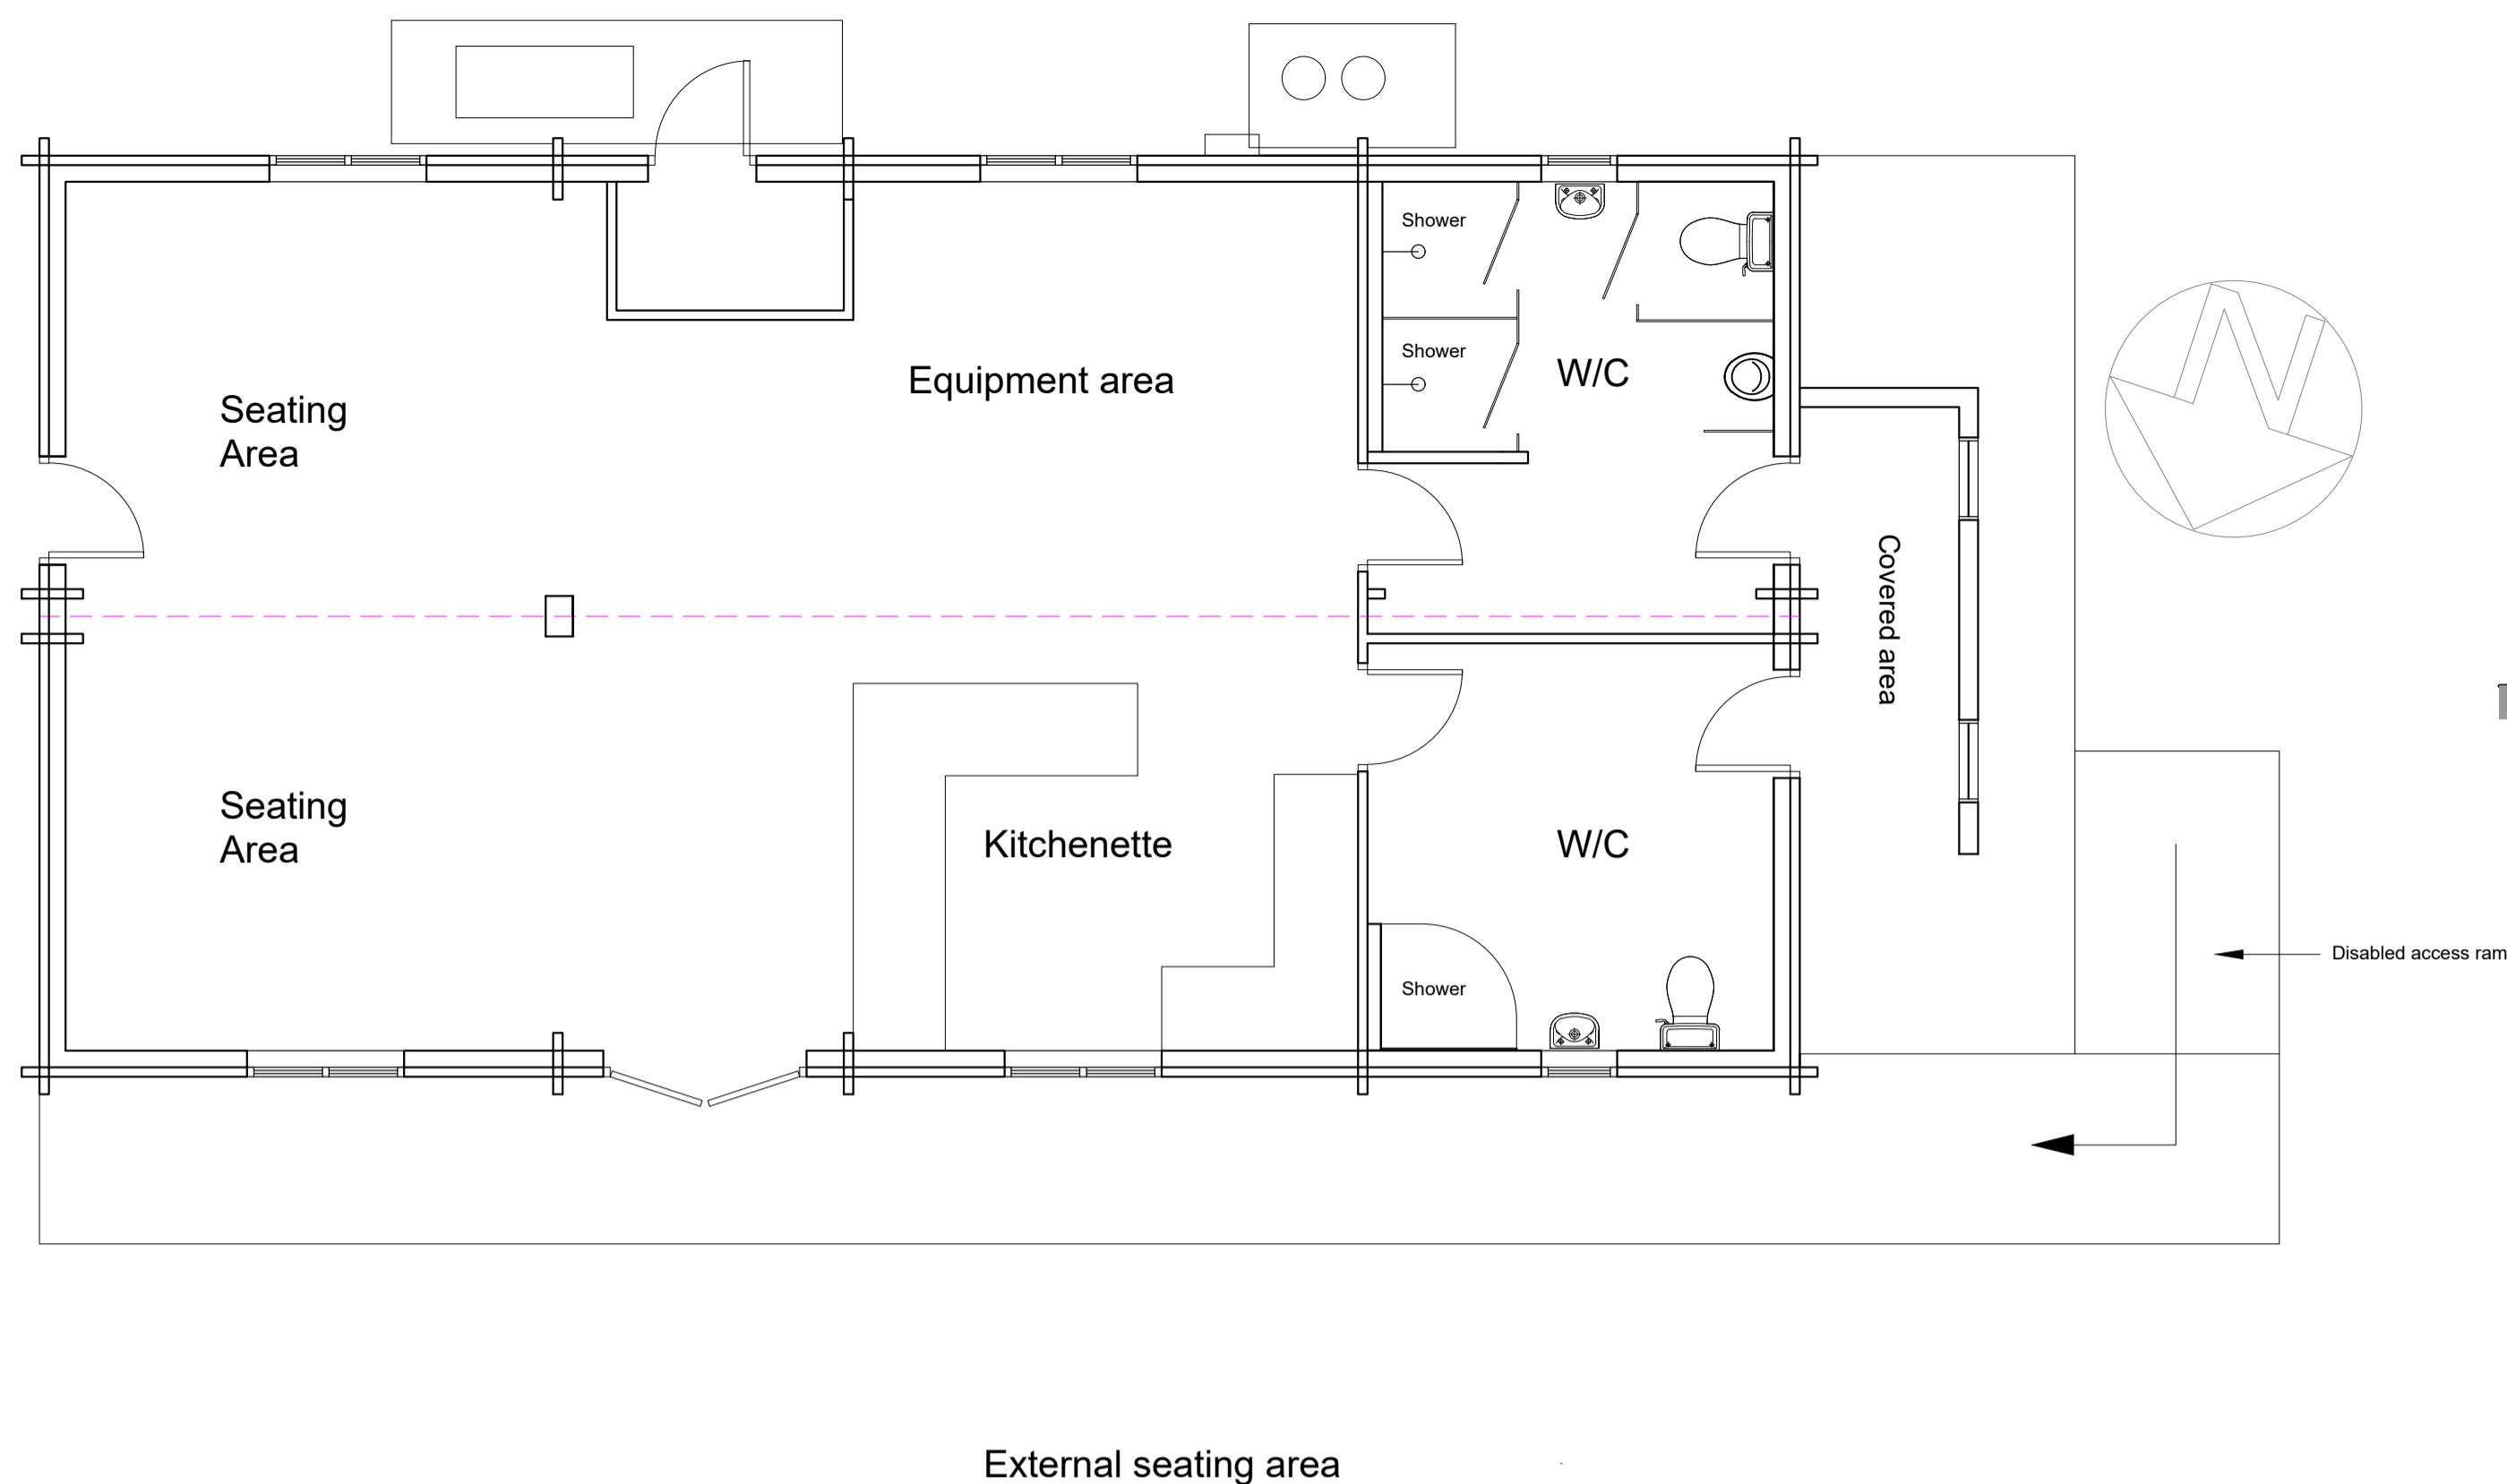 Shower
Shower
Equipment area
W/C
Seating
Area
N
Covered area
Seating
Area
Kitchenette
W/C
Shower
Disabled access ram
External seating area